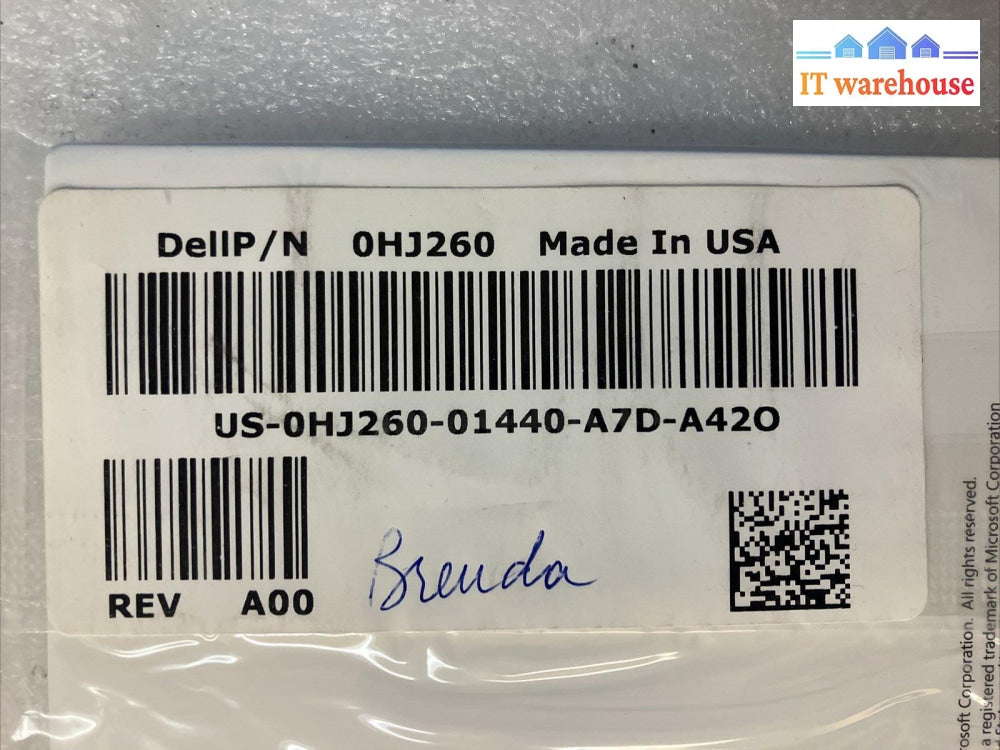 IT warehouse
DellP/N 0HJ260 Made In USA
US-0HJ260-01440-A7D-A42O
REV A00
Brenda
osoft Corporation. All rights reserved.
a registered trademark of Microsoft Corporation